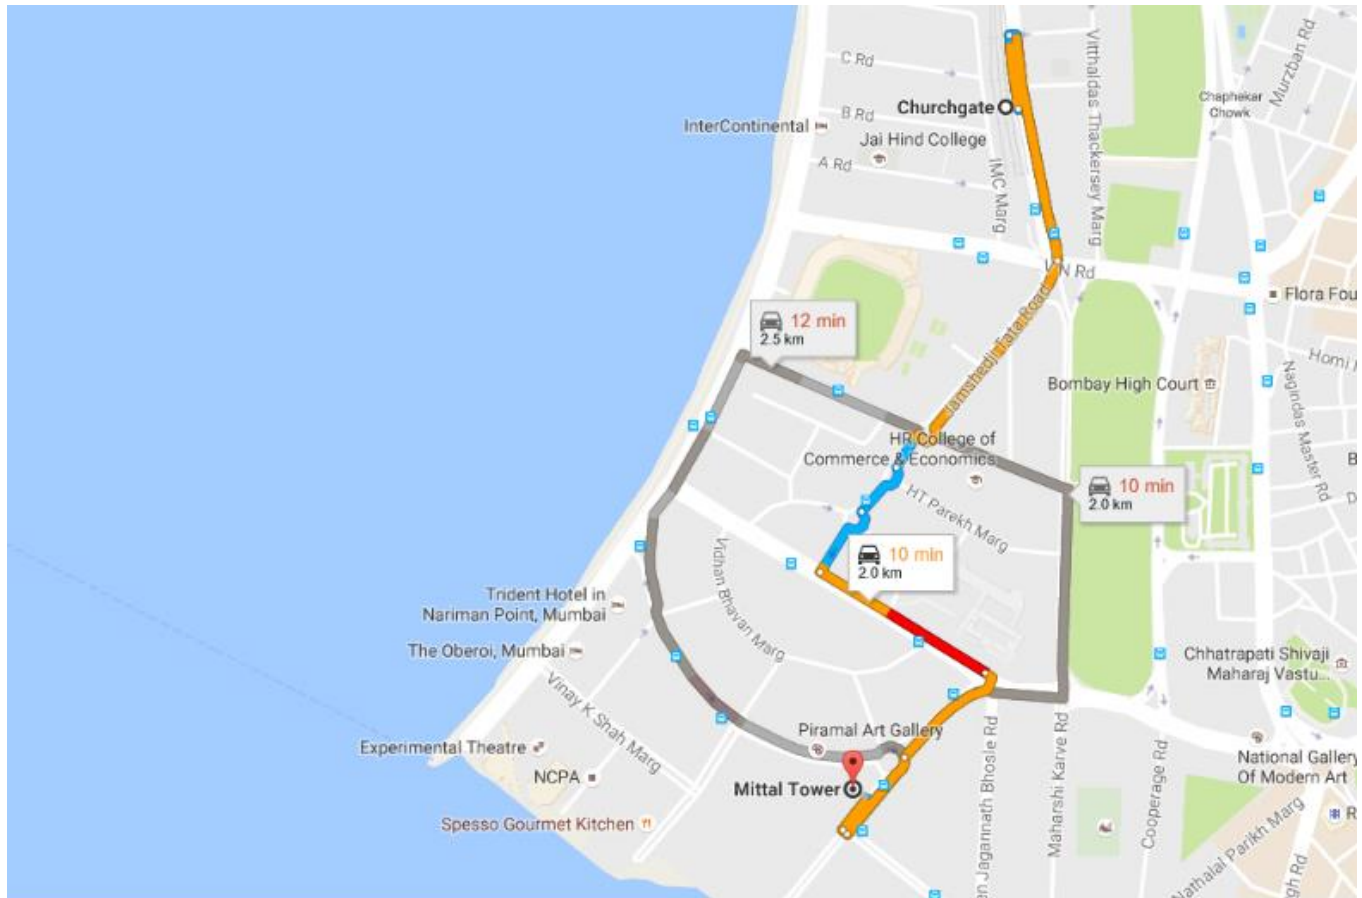 C Rd
Vitthaldas Thackersey Marg
Murzban Rd
Churchgate
Chaphekar
Chowk
B Rd
InterContinental
Jai Hind College
A Rd
IMC Marg
N Rd
Flora Fou
12 min
2.5 km
Jamshedji Tata Road
Bombay High Court
Nagindas Master Rd
HR College of
Commerce & Economics
10 min
2.0 km
HT Parekh Marg
10 min
2.0 km
Vidhan Bhavan Marg
Trident Hotel in
Nariman Point, Mumbai
The Oberoi, Mumbai
Chhatrapati Shivaji
Maharaj Vastu...
Vinay K Shah Marg
Piramal Art Gallery
Experimental Theatre
National Gallery
Of Modern Art
NCPA
Mittal Tower
en Jagannath Bhosle Rd
Maharshi Karve Rd
Cooperage Rd
Spesso Gourmet Kitchen
Nathalal Parikh Marg
gh Rd